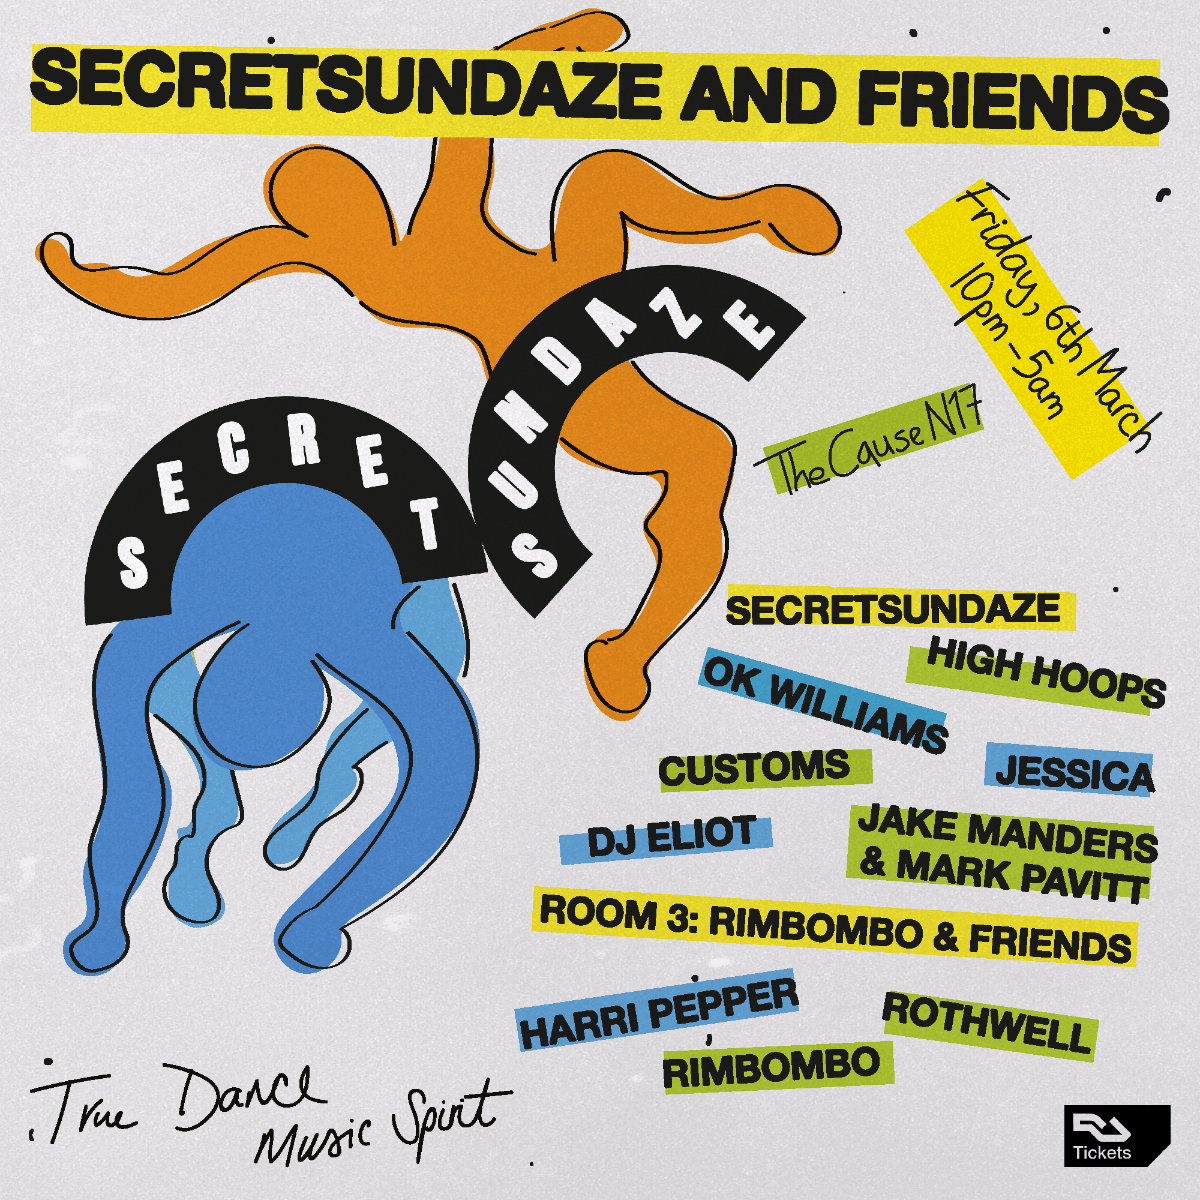 SECRETSUNDAZE AND FRIENDS
Friday, 6th March
10pm – 5am
The Cause N17
SECRET
SUNDAZE
SECRETSUNDAZE
HIGH HOOPS
OK WILLIAMS
CUSTOMS
JESSICA
DJ ELIOT
JAKE MANDERS
& MARK PAVITT
ROOM 3: RIMBOMBO & FRIENDS
HARRI PEPPER
ROTHWELL
RIMBOMBO
True Dance
Music Spirit
RA
Tickets